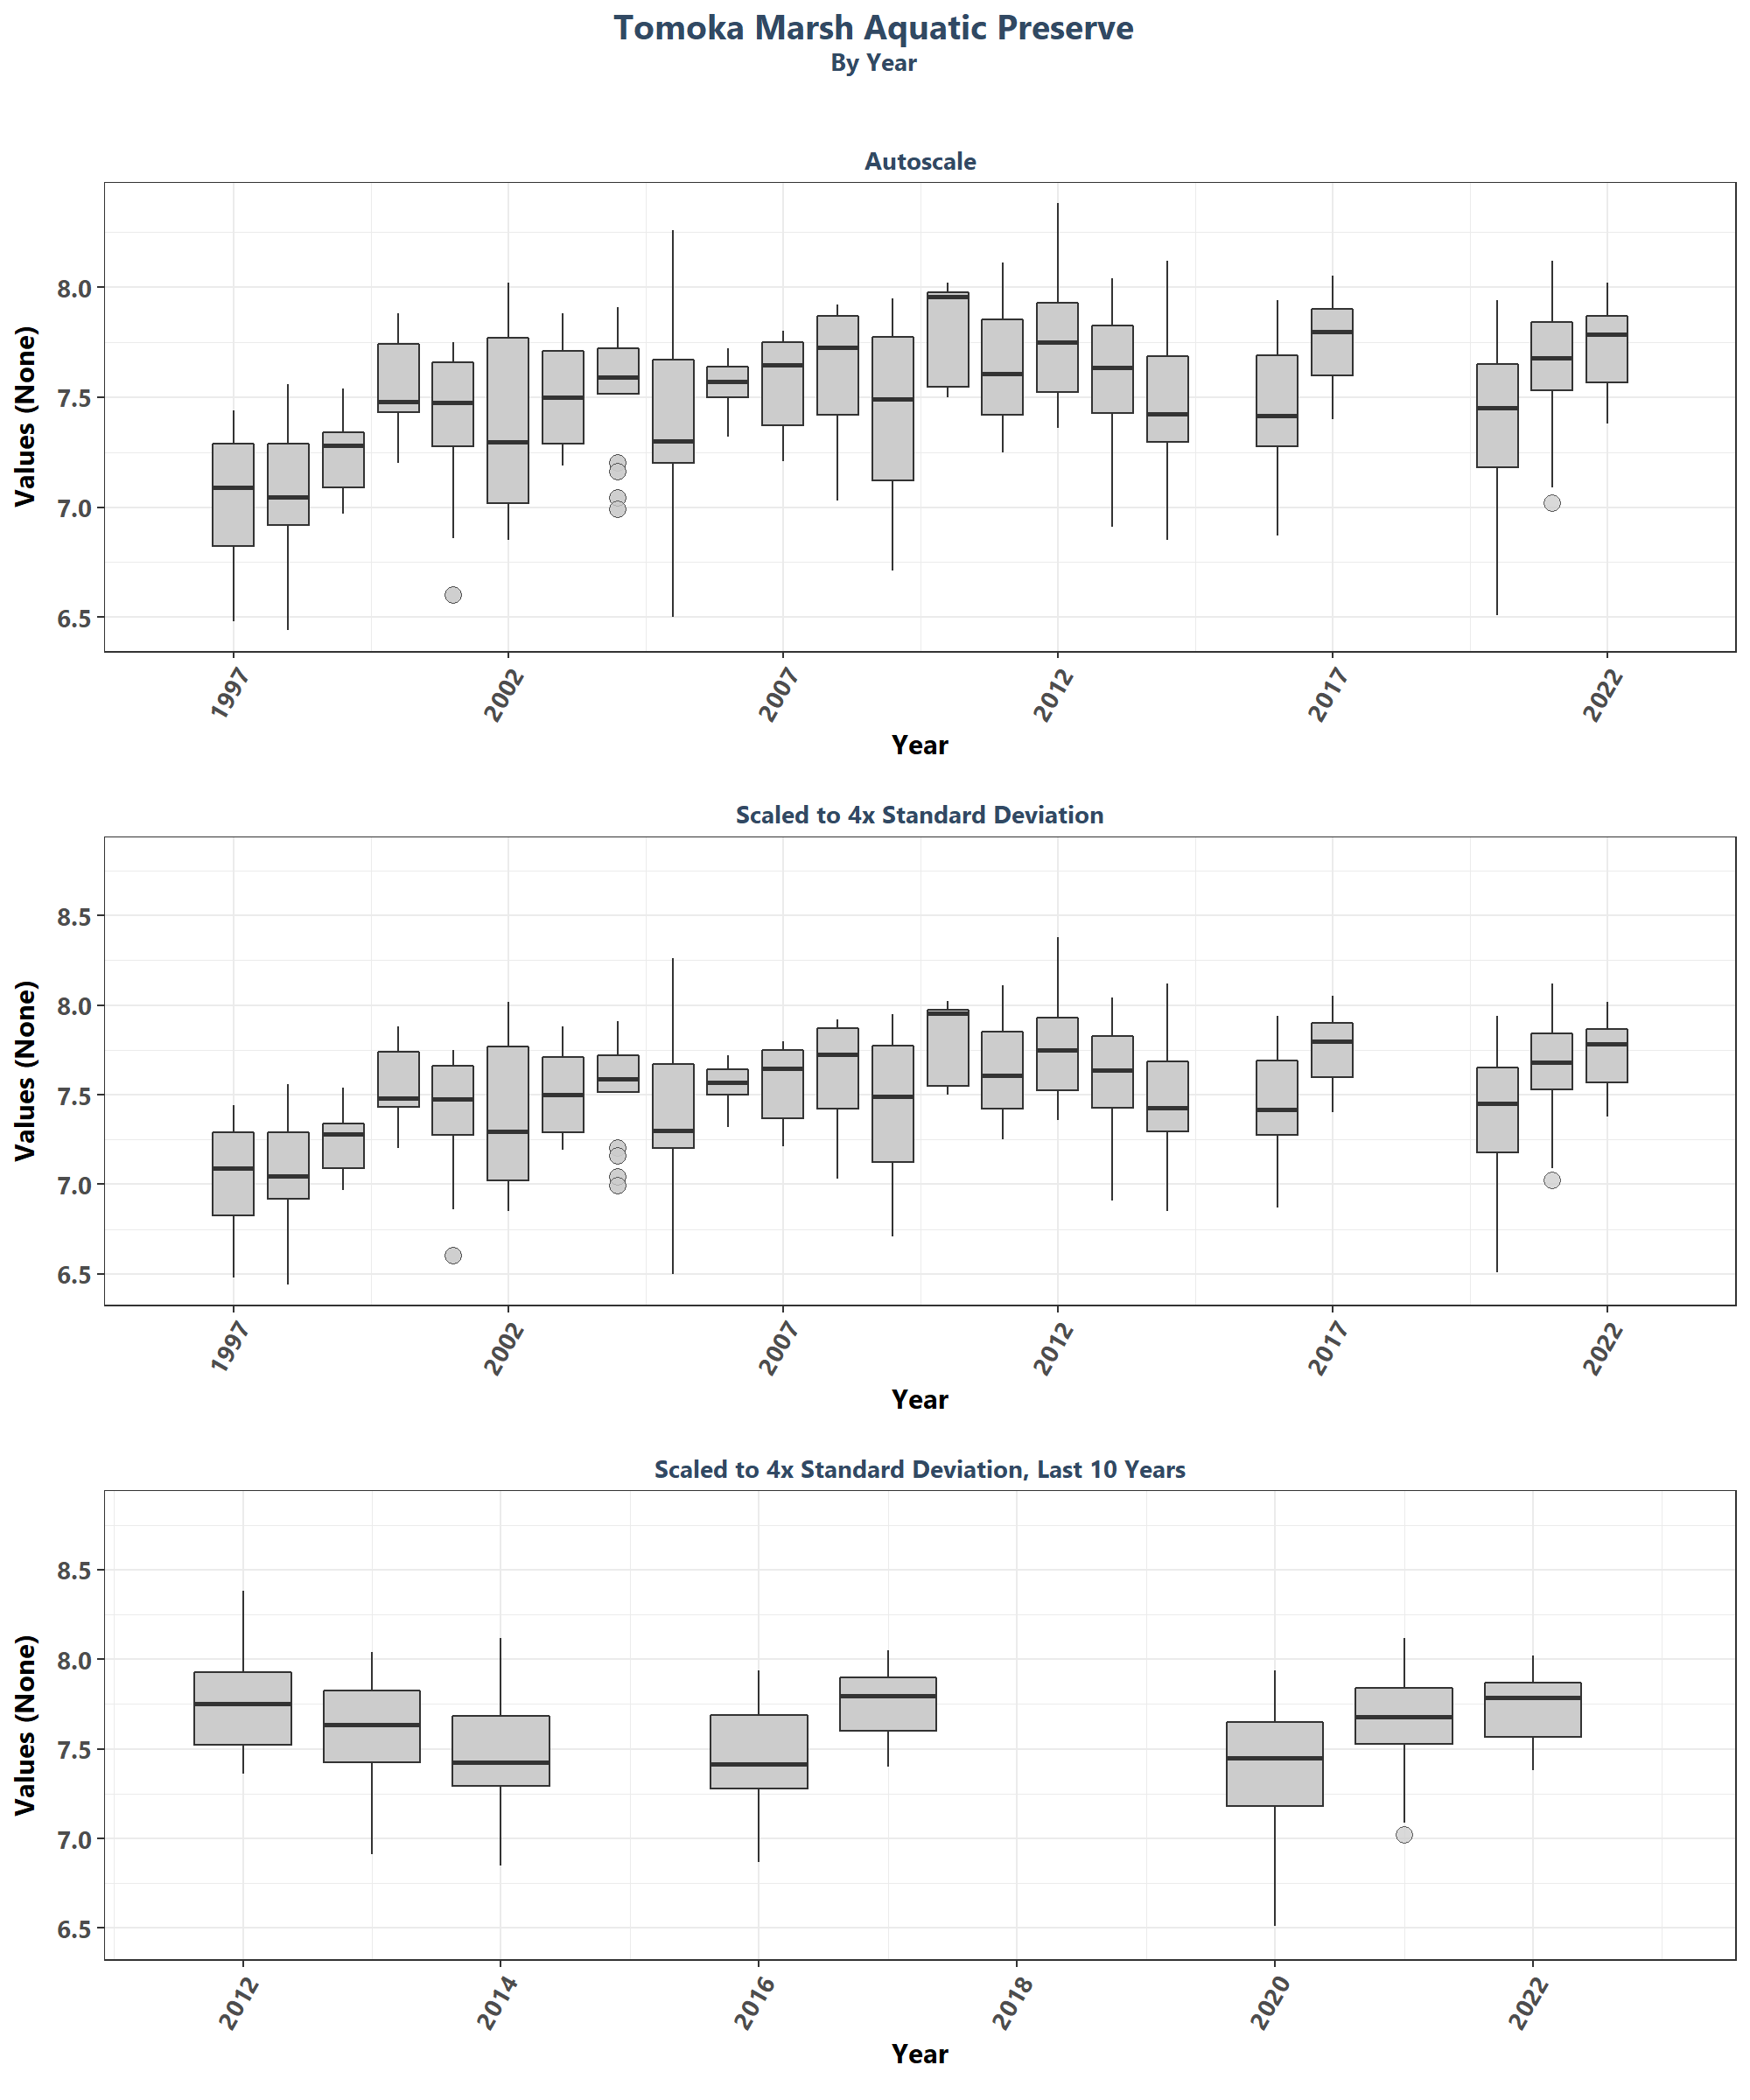 Tomoka Marsh Aquatic Preserve
By Year
Autoscale
Values (None)
8.0
7.5
7.0
6.5
1997 2002 2007 2012 2017 2022
Year
Scaled to 4x Standard Deviation
Values (None)
8.5
8.0
7.5
7.0
6.5
1997 2002 2007 2012 2017 2022
Year
Scaled to 4x Standard Deviation, Last 10 Years
Values (None)
8.5
8.0
7.5
7.0
6.5
2012 2014 2016 2018 2020 2022
Year